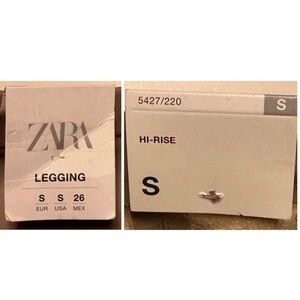 ZARA
LEGGING
S S 26
EUR USA MEX
5427/220 S
HI-RISE
S